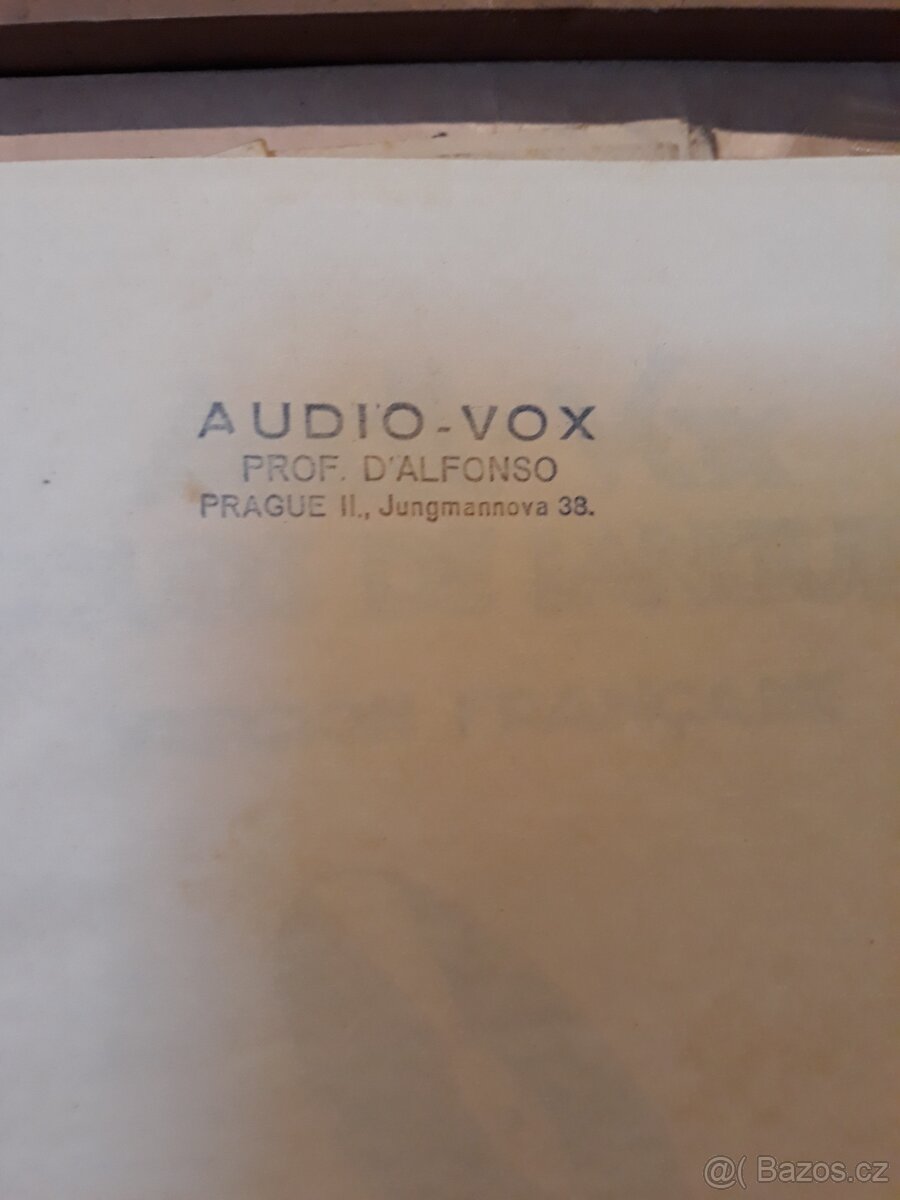 AUDIO-VOX
PROF. D'ALFONSO
PRAGUE II., Jungmannova 38.
@( Bazos.cz